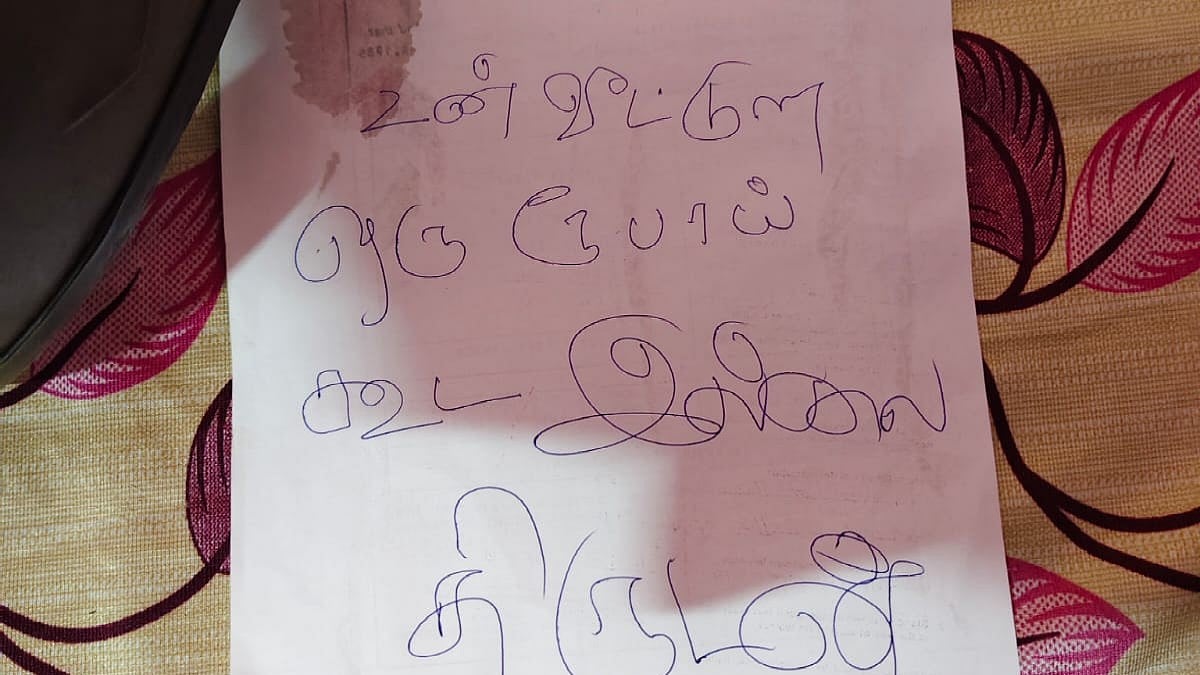 உன் வீட்டுள
ஒரு ரூபாய்
கூட இல்லை
திருடன்